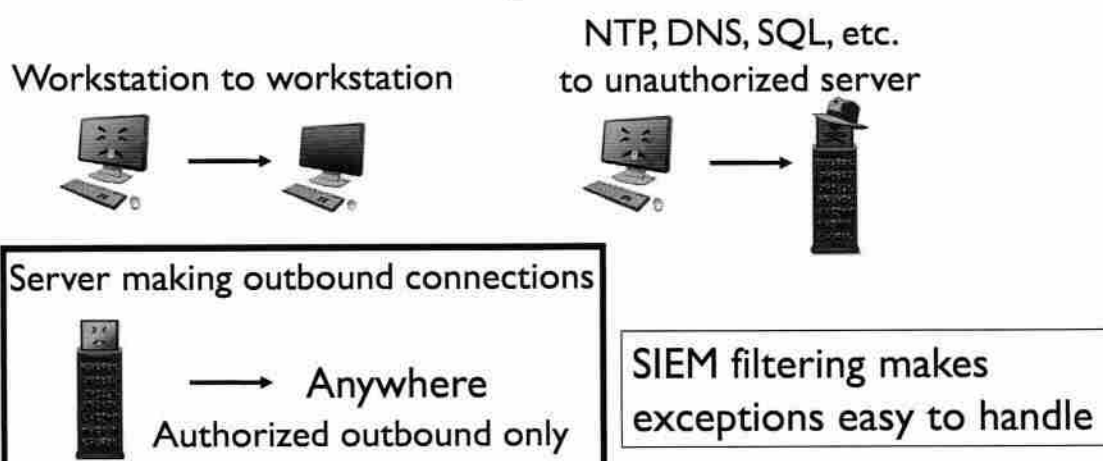 Workstation to workstation
NTP, DNS, SQL, etc.
to unauthorized server
Server making outbound connections
Anywhere
Authorized outbound only
SIEM filtering makes
exceptions easy to handle